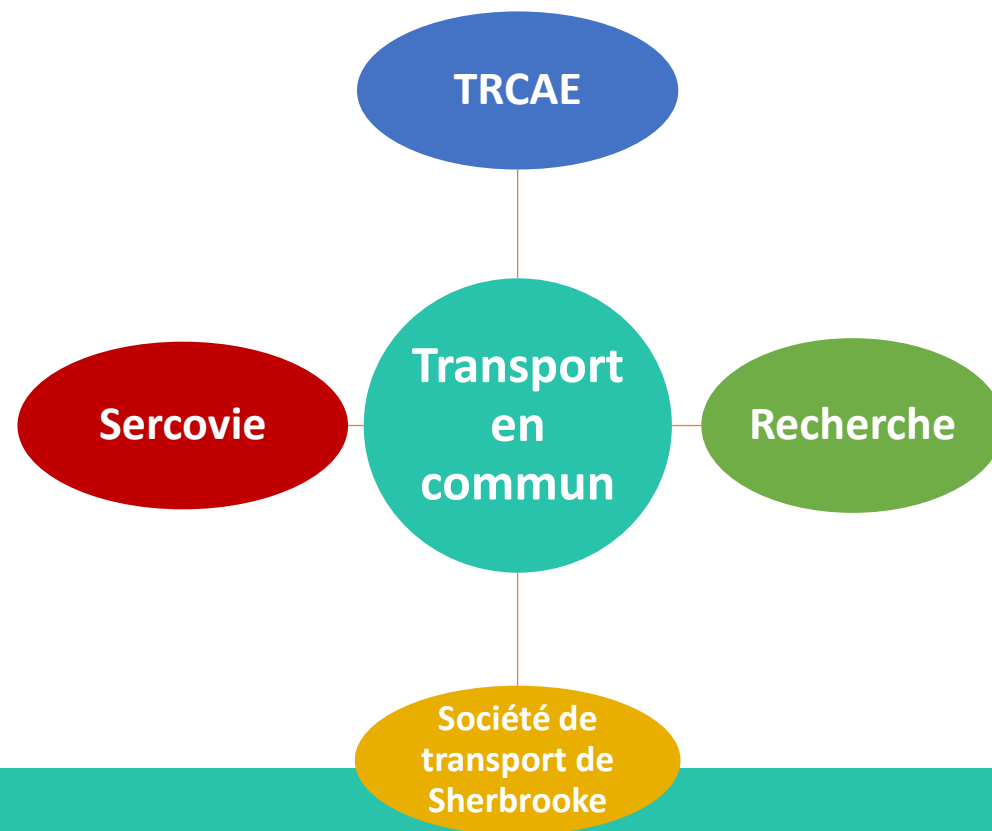 TRCAE
Sercovie
Transport
en
commun
Recherche
Société de
transport de
Sherbrooke